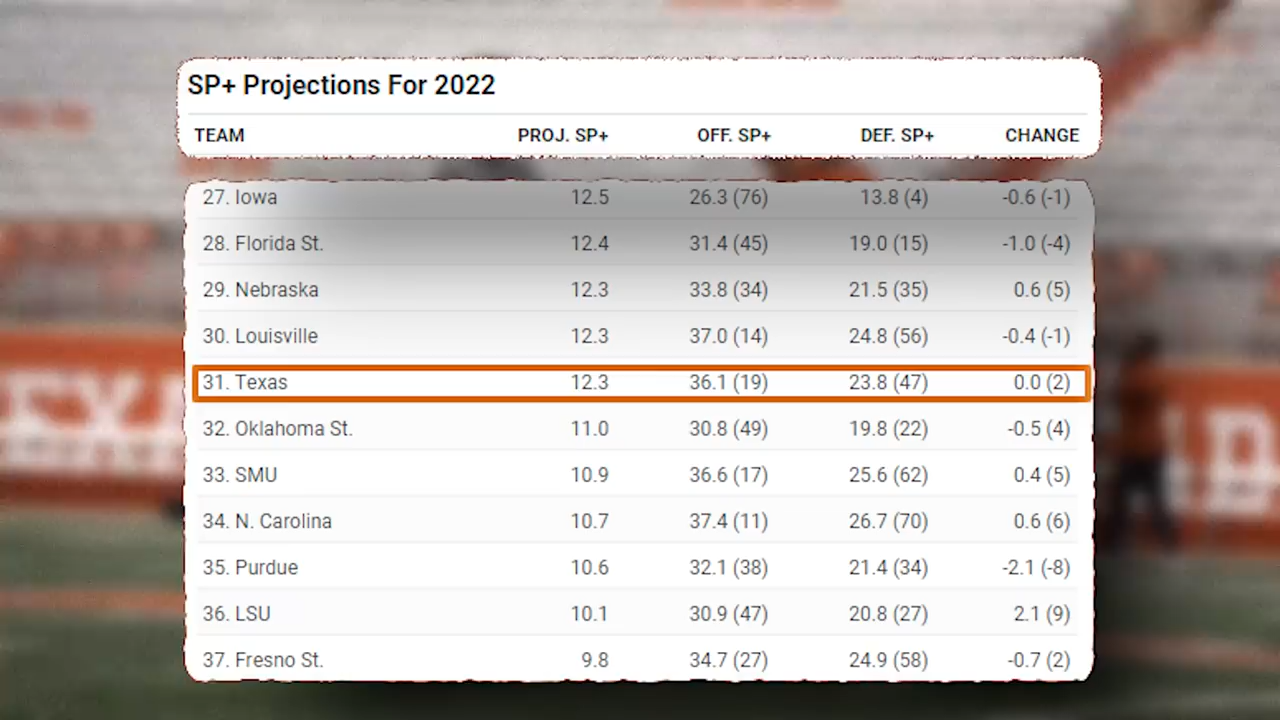 SP+ Projections For 2022
TEAM PROJ. SP+ OFF. SP+ DEF. SP+ CHANGE
27. Iowa 12.5 26.3 (76) 13.8 (4) -0.6 (-1)
28. Florida St. 12.4 31.4 (45) 19.0 (15) -1.0 (-4)
29. Nebraska 12.3 33.8 (34) 21.5 (35) 0.6 (5)
30. Louisville 12.3 37.0 (14) 24.8 (56) -0.4 (-1)
31. Texas 12.3 36.1 (19) 23.8 (47) 0.0 (2)
32. Oklahoma St. 11.0 30.8 (49) 19.8 (22) -0.5 (4)
33. SMU 10.9 36.6 (17) 25.6 (62) 0.4 (5)
34. N. Carolina 10.7 37.4 (11) 26.7 (70) 0.6 (6)
35. Purdue 10.6 32.1 (38) 21.4 (34) -2.1 (-8)
36. LSU 10.1 30.9 (47) 20.8 (27) 2.1 (9)
37. Fresno St. 9.8 34.7 (27) 24.9 (58) -0.7 (2)